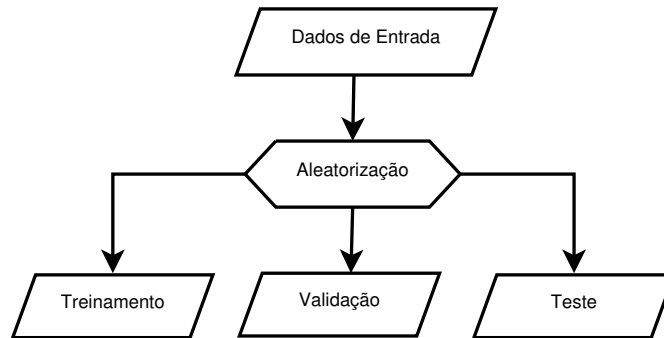 Dados de Entrada
Aleatorização
Treinamento
Validação
Teste